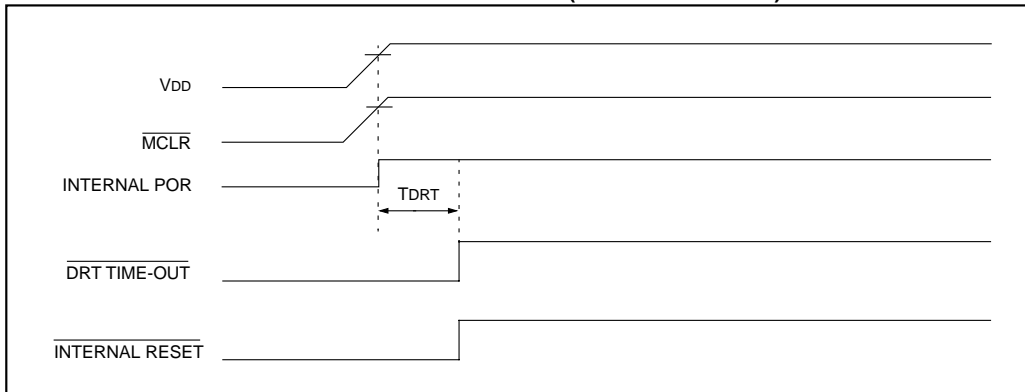 VDD
MCLR
INTERNAL POR
TDRT
DRT TIME-OUT
INTERNAL RESET